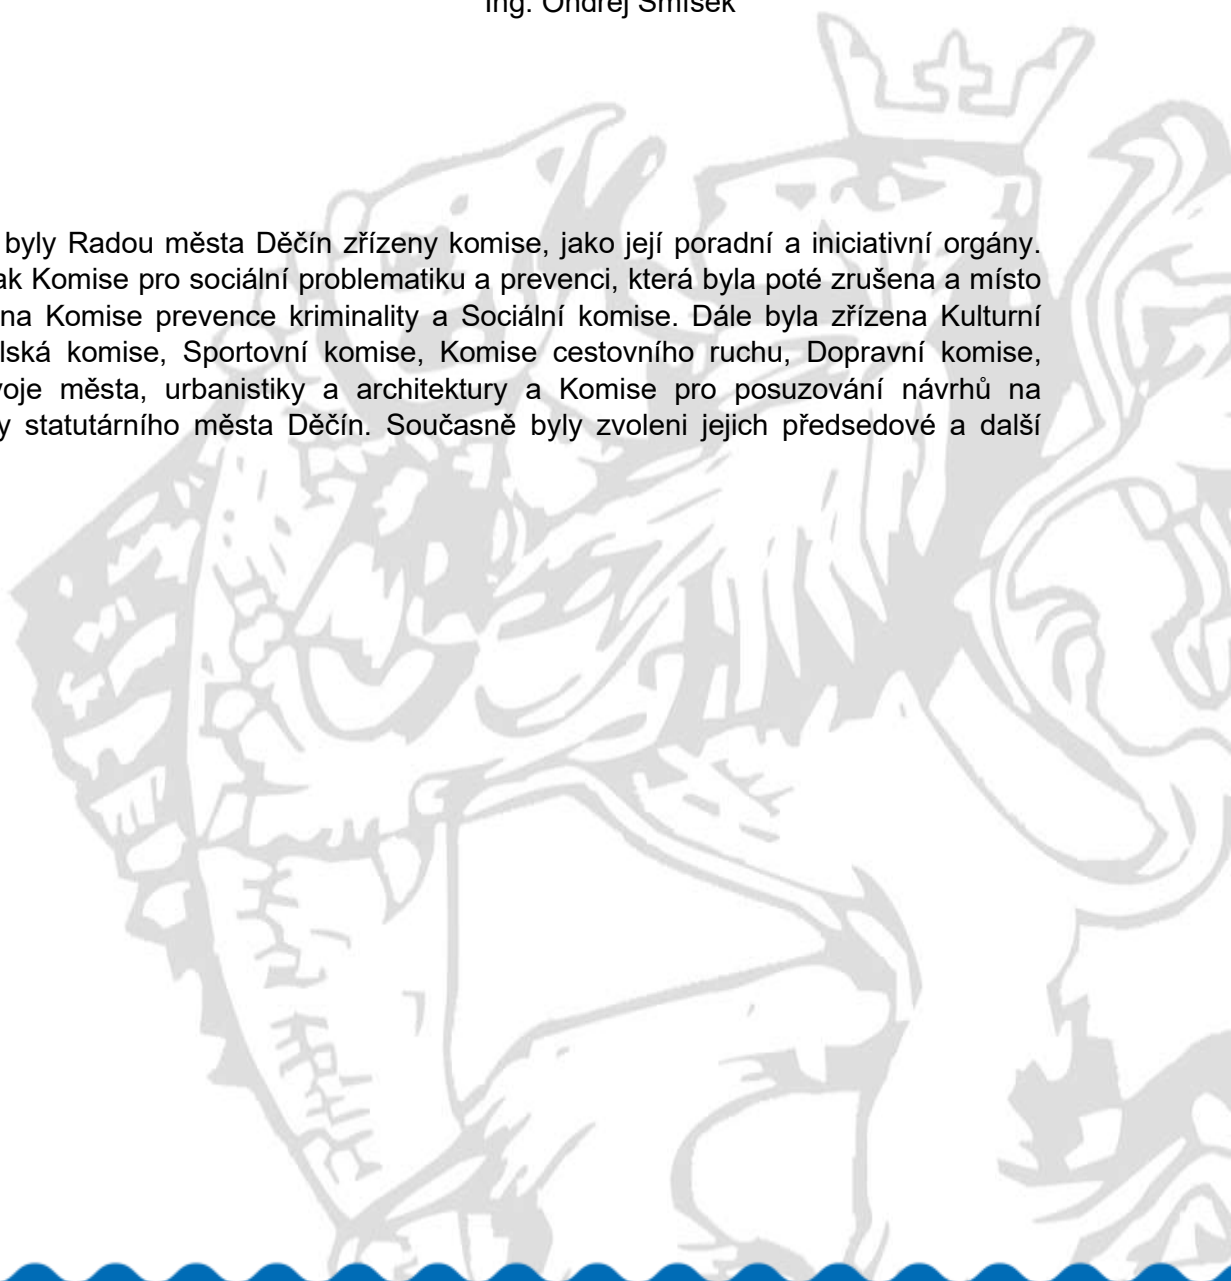 Ing. Ondřej Smíšek
byly Radou města Děčín zřízeny komise, jako její poradní a iniciativní orgány.
ak Komise pro sociální problematiku a prevenci, která byla poté zrušena a místo
na Komise prevence kriminality a Sociální komise. Dále byla zřízena Kulturní
lská komise, Sportovní komise, Komise cestovního ruchu, Dopravní komise,
voje města, urbanistiky a architektury a Komise pro posuzování návrhů na
y statutárního města Děčín. Současně byly zvoleni jejich předsedové a další